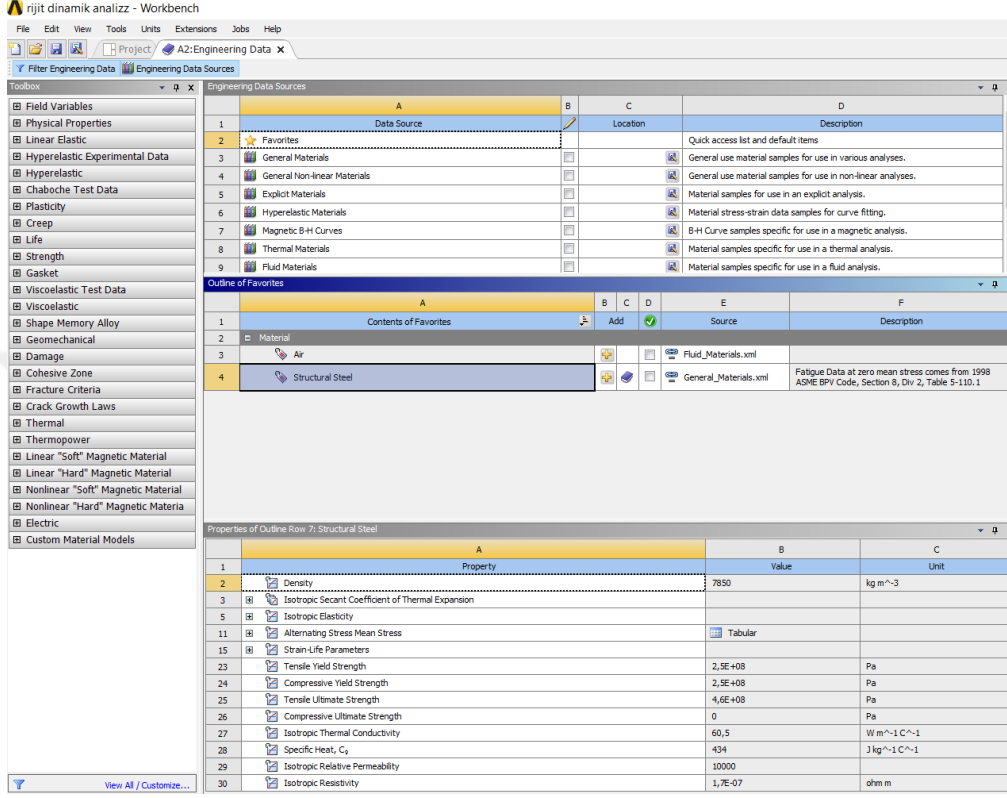 rijit dinamik analizz - Workbench
File Edit View Tools Units Extensions Jobs Help
Project A2:Engineering Data
Filter Engineering Data Engineering Data Sources
Toolbox
Field Variables
Physical Properties
Linear Elastic
Hyperelastic Experimental Data
Hyperelastic
Chaboche Test Data
Plasticity
Creep
Life
Strength
Gasket
Viscoelastic Test Data
Viscoelastic
Shape Memory Alloy
Geomechanical
Damage
Cohesive Zone
Fracture Criteria
Crack Growth Laws
Thermal
Thermopower
Linear "Soft" Magnetic Material
Linear "Hard" Magnetic Material
Nonlinear "Soft" Magnetic Material
Nonlinear "Hard" Magnetic Materia
Electric
Custom Material Models
View All / Customize...
Engineering Data Sources
A B C D
1 Data Source Location Description
2 Favorites Quick access list and default items
3 General Materials General use material samples for use in various analyses.
4 General Non-linear Materials General use material samples for use in non-linear analyses.
5 Explicit Materials Material samples for use in an explicit analysis.
6 Hyperelastic Materials Material stress-strain data samples for curve fitting.
7 Magnetic B-H Curves B-H Curve samples specific for use in a magnetic analysis.
8 Thermal Materials Material samples specific for use in a thermal analysis.
9 Fluid Materials Material samples specific for use in a fluid analysis.
Outline of Favorites
A B C D E F
1 Contents of Favorites Add Source Description
2 Material
3 Air Fluid_Materials.xml
4 Structural Steel General_Materials.xml Fatigue Data at zero mean stress comes from 1998
ASME BPV Code, Section 8, Div 2, Table 5-110.1
Properties of Outline Row 7: Structural Steel
A B C
1 Property Value Unit
2 Density 7850 kg m^-3
3 Isotropic Secant Coefficient of Thermal Expansion
5 Isotropic Elasticity
11 Alternating Stress Mean Stress Tabular
15 Strain-Life Parameters
23 Tensile Yield Strength 2,5E+08 Pa
24 Compressive Yield Strength 2,5E+08 Pa
25 Tensile Ultimate Strength 4,6E+08 Pa
26 Compressive Ultimate Strength 0 Pa
27 Isotropic Thermal Conductivity 60,5 W m^-1 C^-1
28 Specific Heat, Cₚ 434 J kg^-1 C^-1
29 Isotropic Relative Permeability 10000
30 Isotropic Resistivity 1,7E-07 ohm m